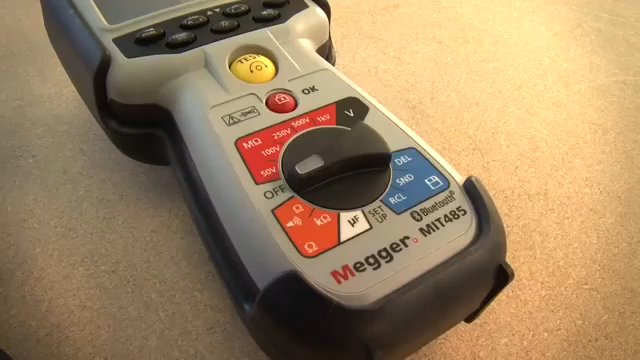 TEST
OK
V
MΩ 250V 500V 1kV
100V
50V
OFF
DEL
SND
RCL
Ω
kΩ
Ω
µF
SET
UP
Bluetooth
Megger.
MIT485